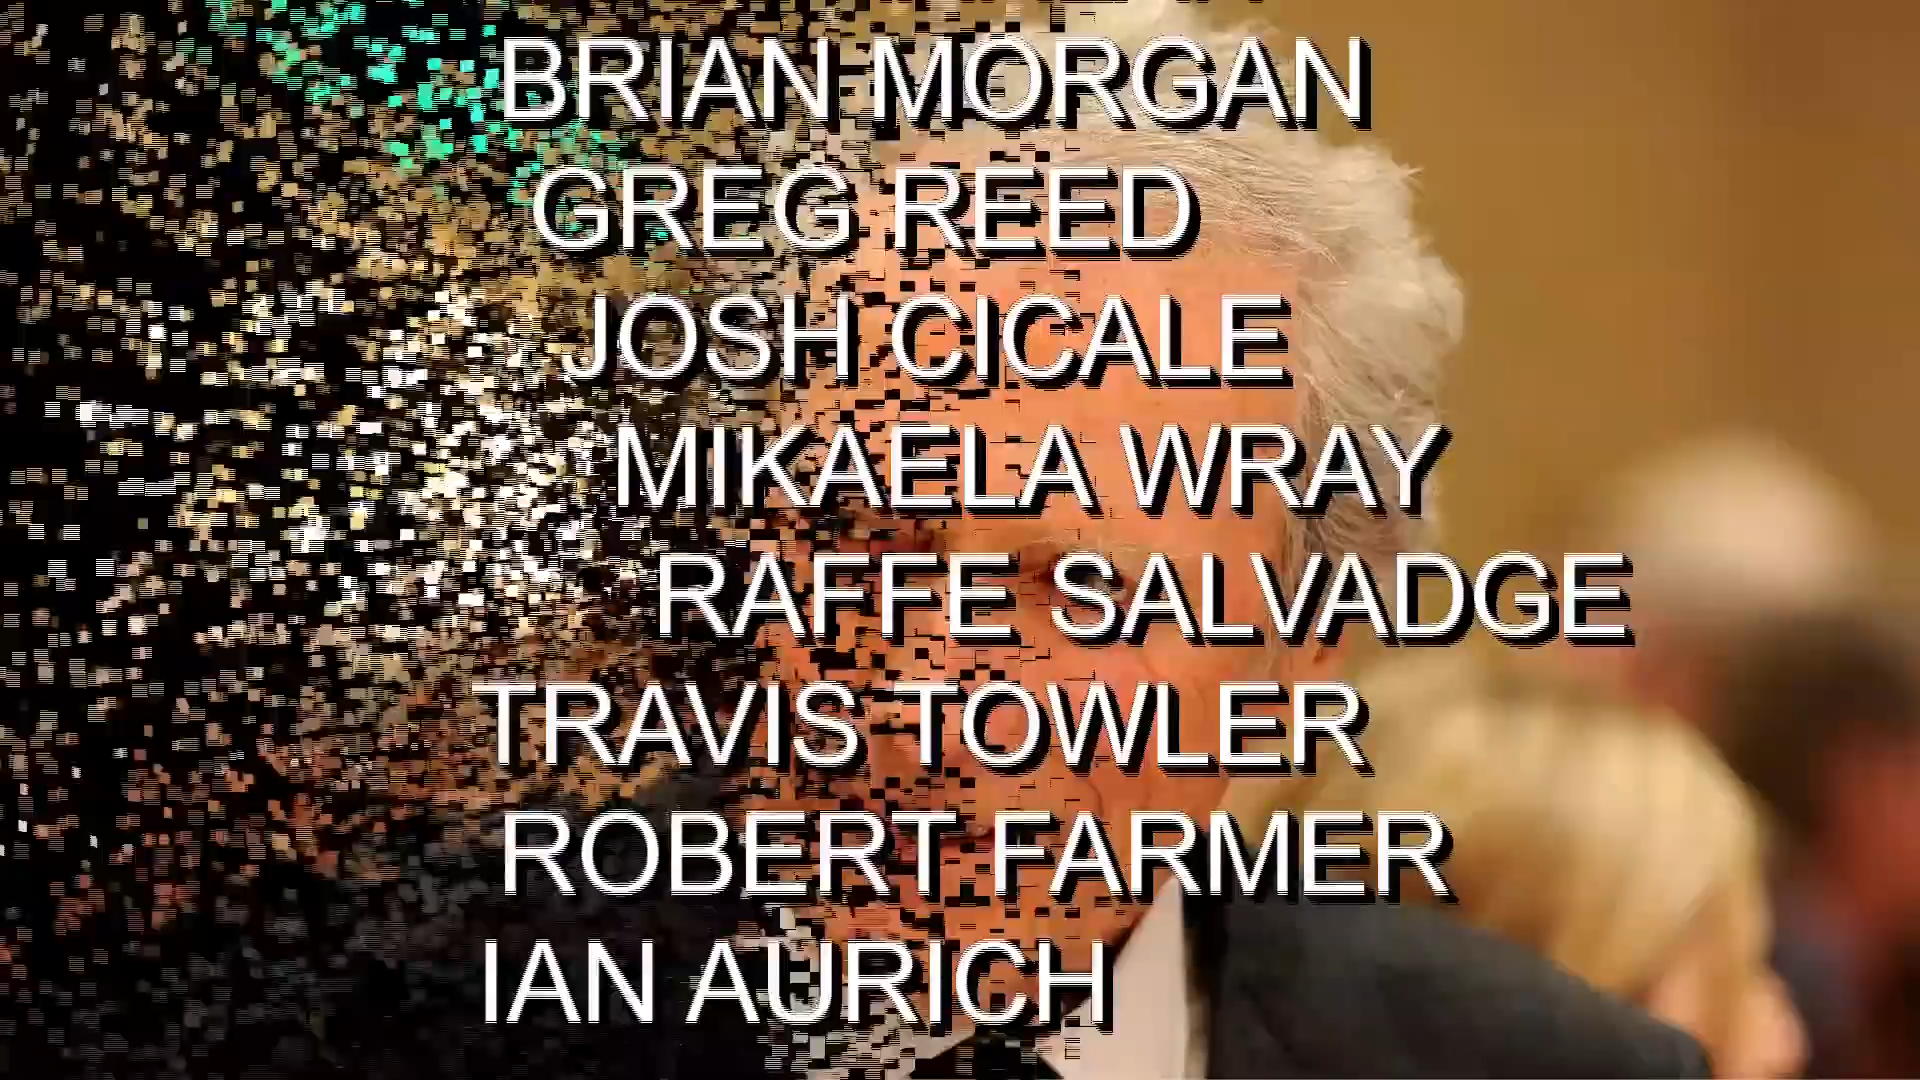 BRIAN MORGAN
GREG REED
JOSH CICALE
MIKAELA WRAY
RAFFE SALVADGE
TRAVIS TOWLER
ROBERT FARMER
IAN AURICH